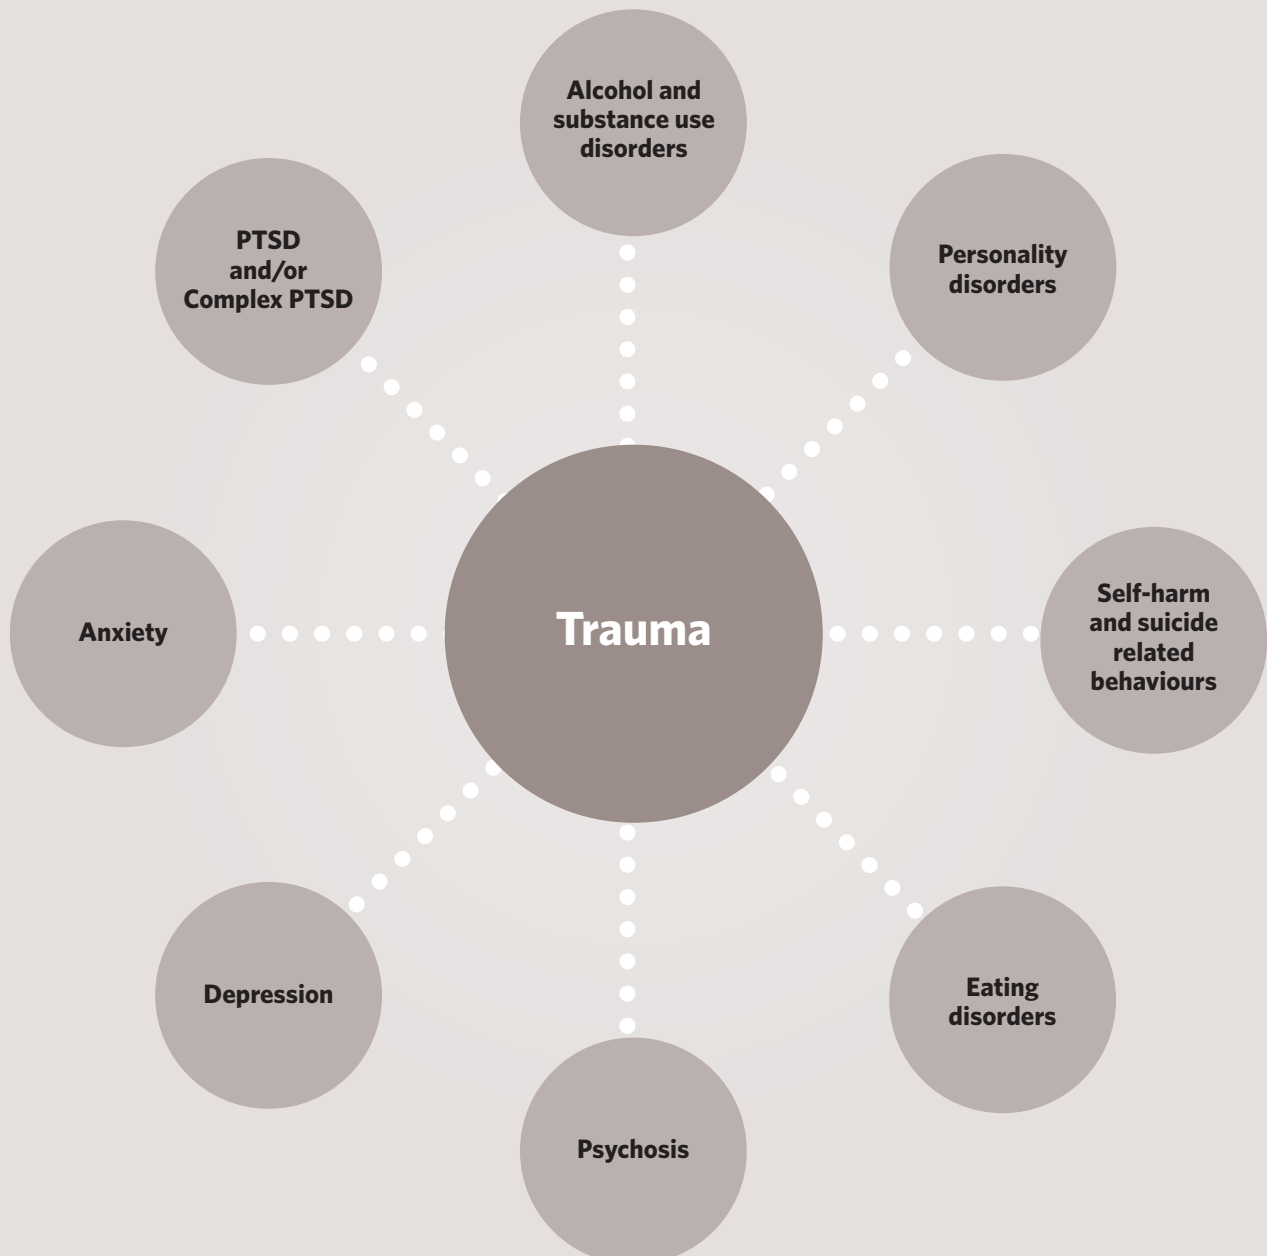 Alcohol and
substance use
disorders
PTSD
and/or
Complex PTSD
Personality
disorders
Anxiety
Trauma
Self-harm
and suicide
related
behaviours
Depression
Eating
disorders
Psychosis